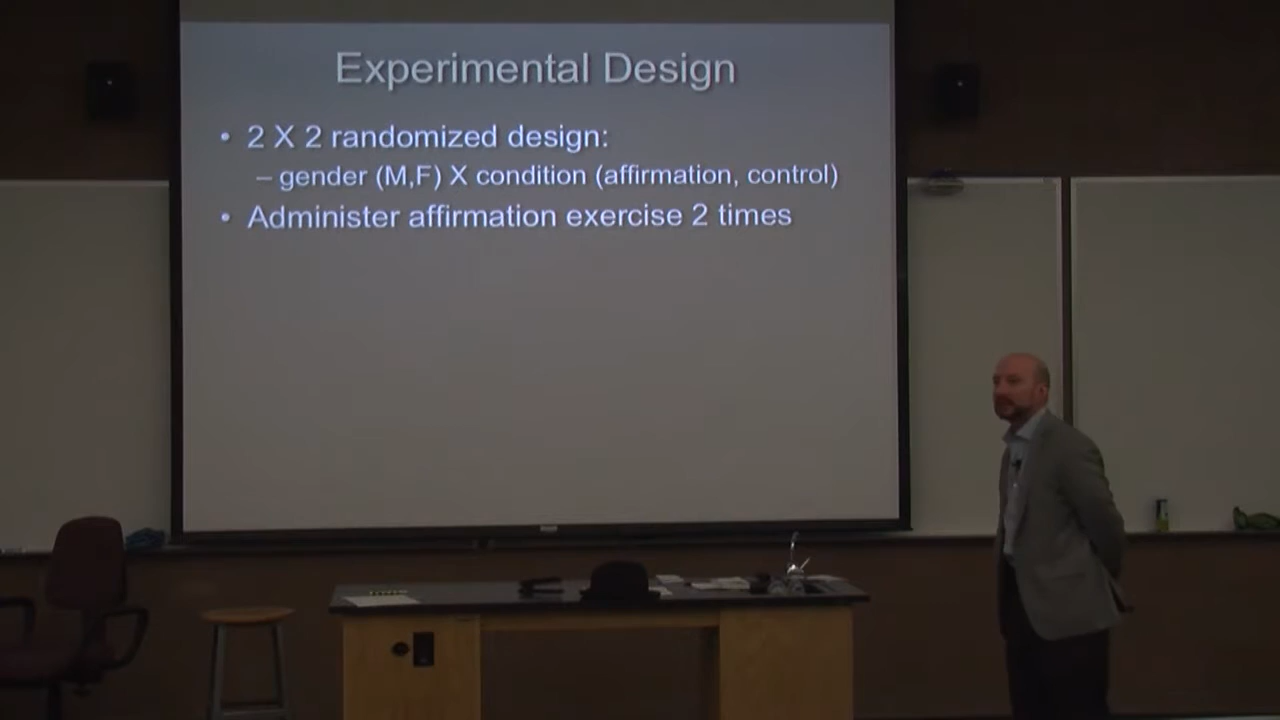 Experimental Design
• 2 X 2 randomized design:
– gender (M,F) X condition (affirmation, control)
• Administer affirmation exercise 2 times